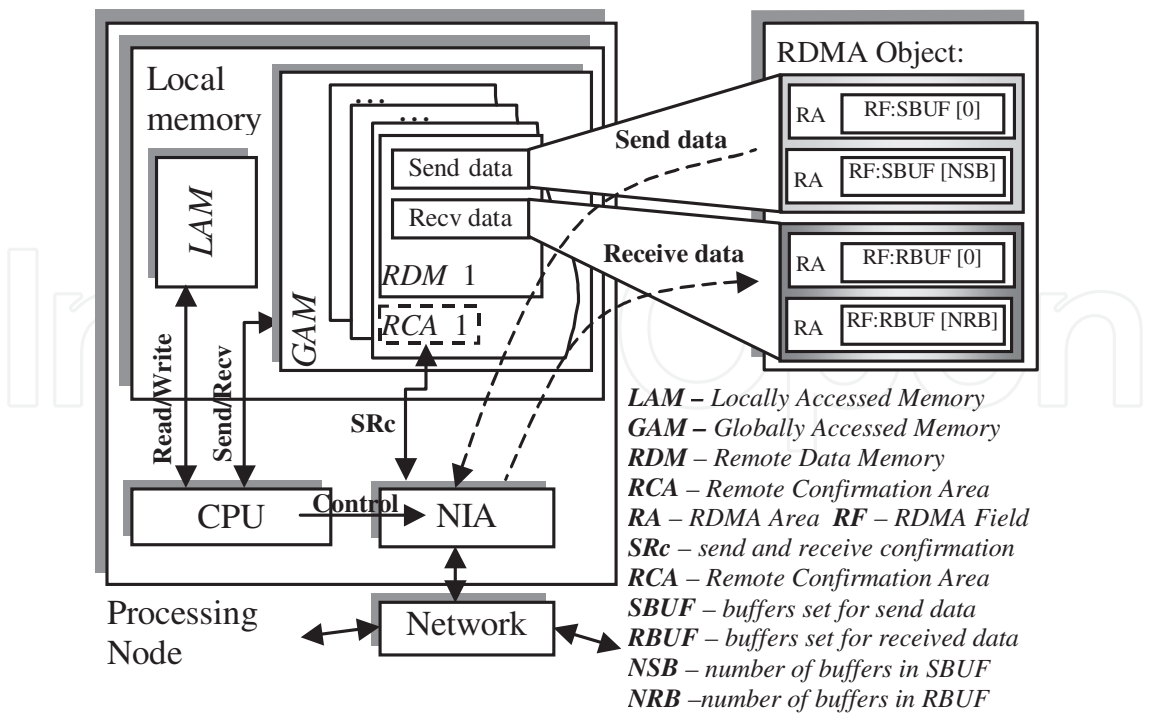 Local
memory
LAM
GAM
...
...
Send data
Recv data
RDM 1
RCA 1
Send data
Receive data
RDMA Object:
RA RF:SBUF [0]
RA RF:SBUF [NSB]
RA RF:RBUF [0]
RA RF:RBUF [NRB]
Read/Write
Send/Recv
SRc
CPU
Control
NIA
Processing
Node
Network
LAM – Locally Accessed Memory
GAM – Globally Accessed Memory
RDM – Remote Data Memory
RCA – Remote Confirmation Area
RA – RDMA Area RF – RDMA Field
SRc – send and receive confirmation
RCA – Remote Confirmation Area
SBUF – buffers set for send data
RBUF – buffers set for received data
NSB – number of buffers in SBUF
NRB –number of buffers in RBUF